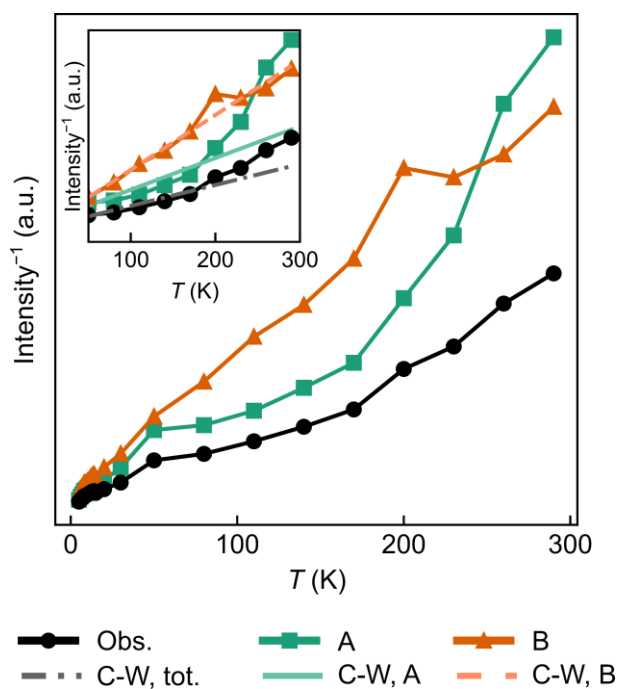 Intensity⁻¹ (a.u.)
Intensity⁻¹ (a.u.)
100 200 300
T (K)
0 100 200 300
T (K)
Obs. A B
C-W, tot. C-W, A C-W, B